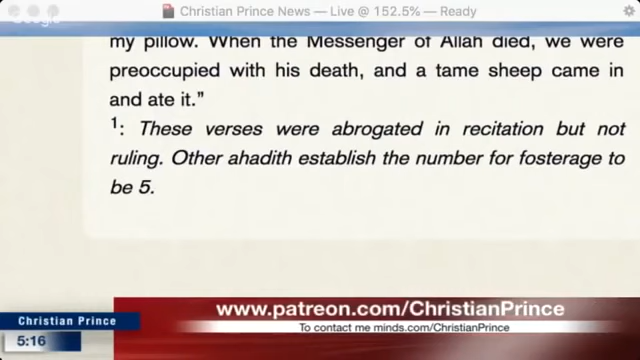 Christian Prince News — Live @ 152.5% — Ready
my pillow. When the Messenger of Allah died, we were
preoccupied with his death, and a tame sheep came in
and ate it.”
1: These verses were abrogated in recitation but not
ruling. Other ahadith establish the number for fosterage to
be 5.
www.patreon.com/ChristianPrince
To contact me minds.com/ChristianPrince
Christian Prince
5:16